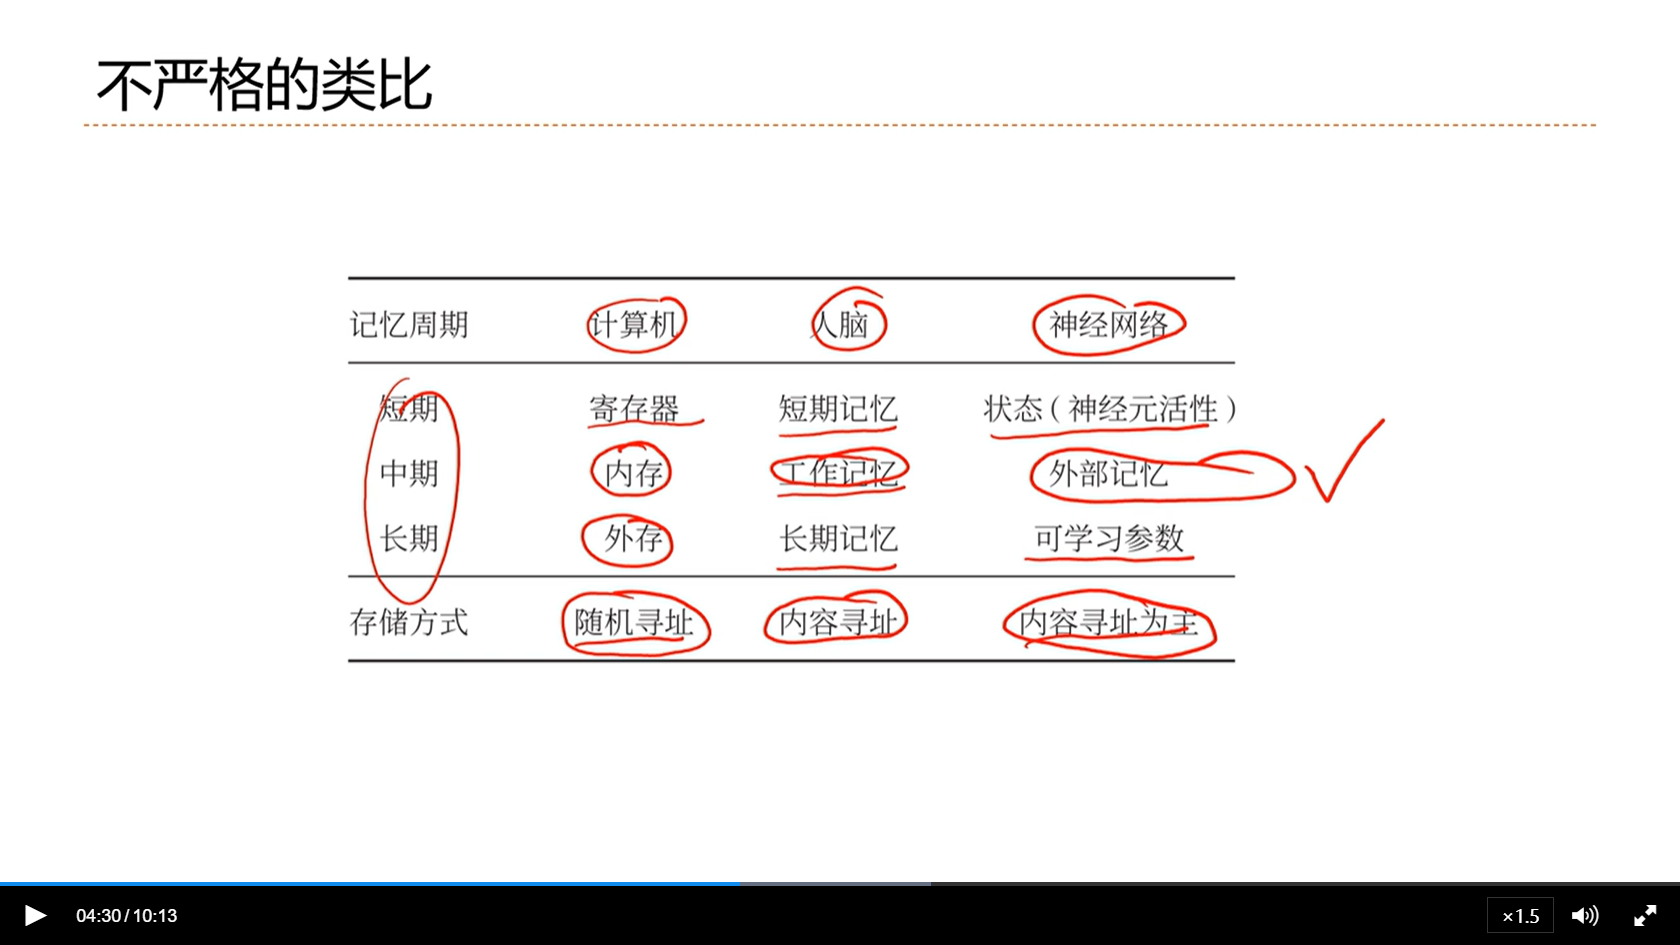 不严格的类比
记忆周期 计算机 人脑 神经网络
短期 寄存器 短期记忆 状态（神经元活性）
中期 内存 工作记忆 外部记忆
长期 外存 长期记忆 可学习参数
存储方式 随机寻址 内容寻址 内容寻址为主
04:30/10:13 ×1.5